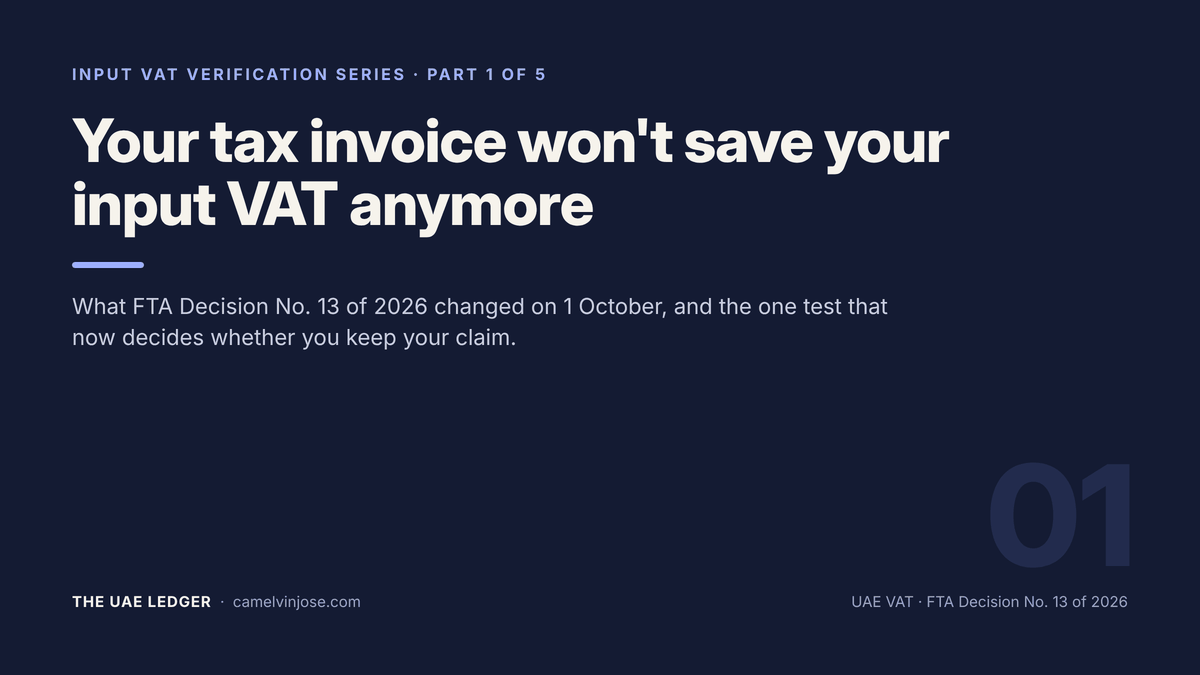 INPUT VAT VERIFICATION SERIES · PART 1 OF 5
Your tax invoice won't save your
input VAT anymore
What FTA Decision No. 13 of 2026 changed on 1 October, and the one test that
now decides whether you keep your claim.
01
THE UAE LEDGER · camelvinjose.com
UAE VAT · FTA Decision No. 13 of 2026